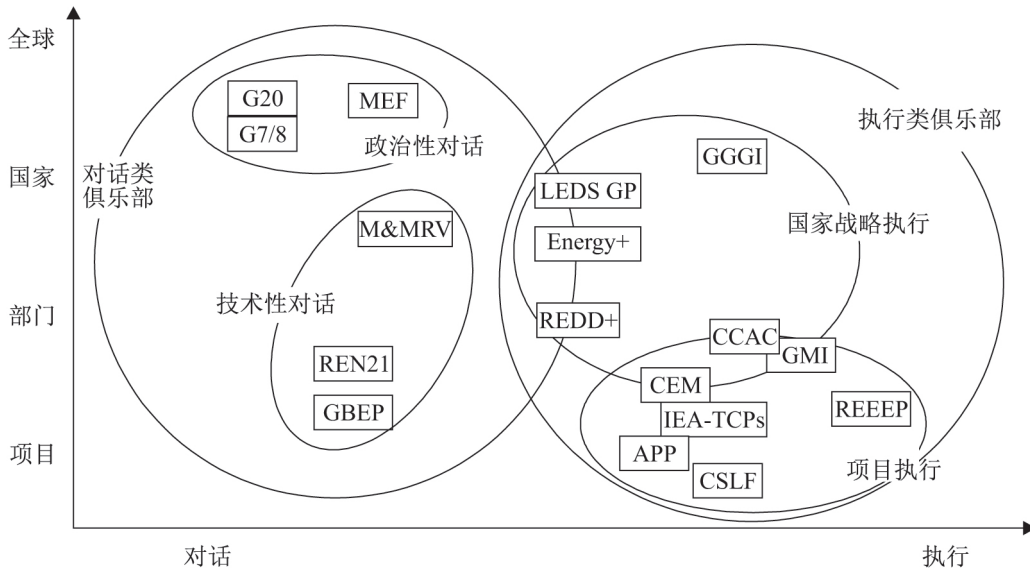 全球
G20
MEF
G7/8
政治性对话
执行类俱乐部
GGGI
国家
对话类
俱乐部
LEDS GP
M&MRV
国家战略执行
Energy+
技术性对话
部门
REDD+
CCAC
GMI
REN21
CEM
GBEP
IEA-TCPs
REEEP
项目
APP
项目执行
CSLF
对话
执行